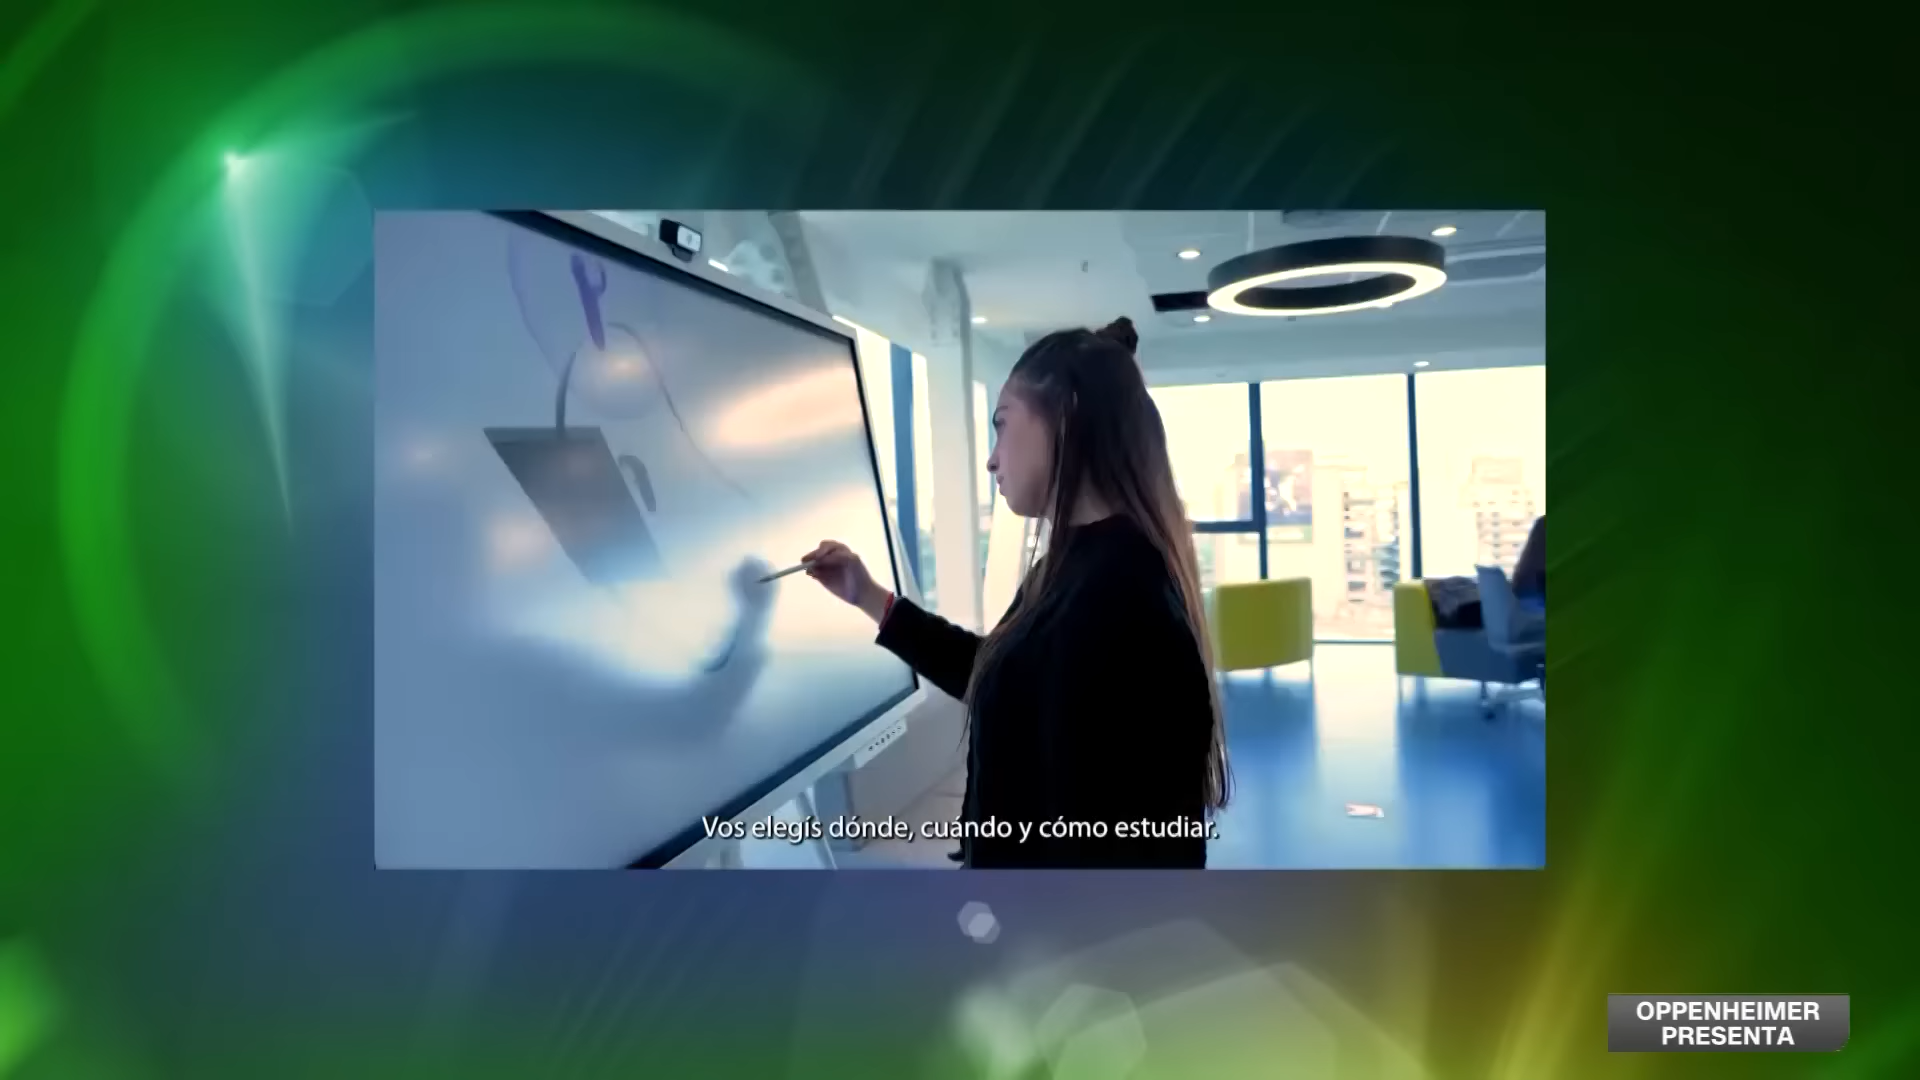 Vos elegís dónde, cuándo y cómo estudiar.
OPPENHEIMER
PRESENTA